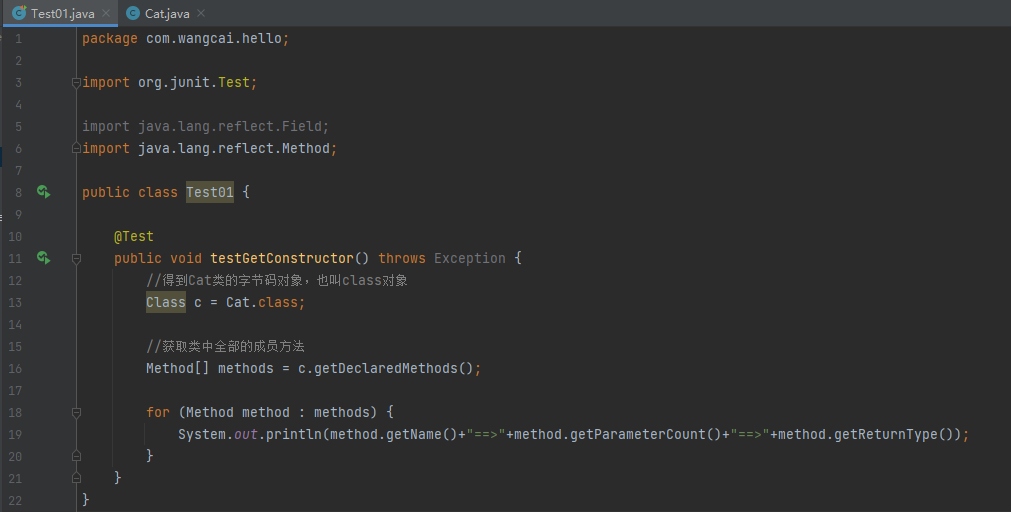 Test01.java Cat.java
1 package com.wangcai.hello;
2
3 import org.junit.Test;
4
5 import java.lang.reflect.Field;
6 import java.lang.reflect.Method;
7
8 public class Test01 {
9
10 @Test
11 public void testGetConstructor() throws Exception {
12 //得到Cat类的字节码对象，也叫class对象
13 Class c = Cat.class;
14
15 //获取类中全部的成员方法
16 Method[] methods = c.getDeclaredMethods();
17
18 for (Method method : methods) {
19 System.out.println(method.getName()+"==>"+method.getParameterCount()+"==>"+method.getReturnType());
20 }
21 }
22 }